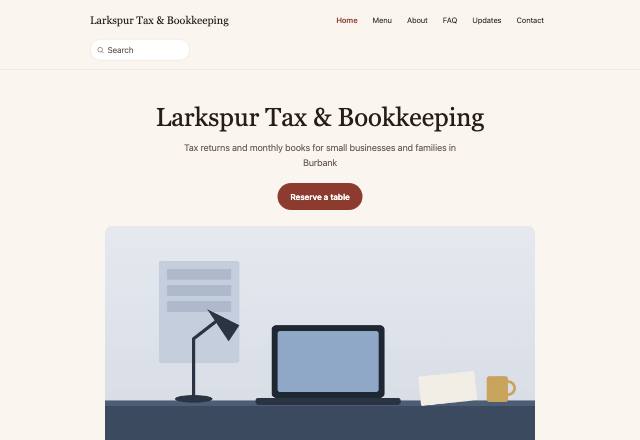 Larkspur Tax & Bookkeeping
Home Menu About FAQ Updates Contact
Search
Larkspur Tax & Bookkeeping
Tax returns and monthly books for small businesses and families in
Burbank
Reserve a table